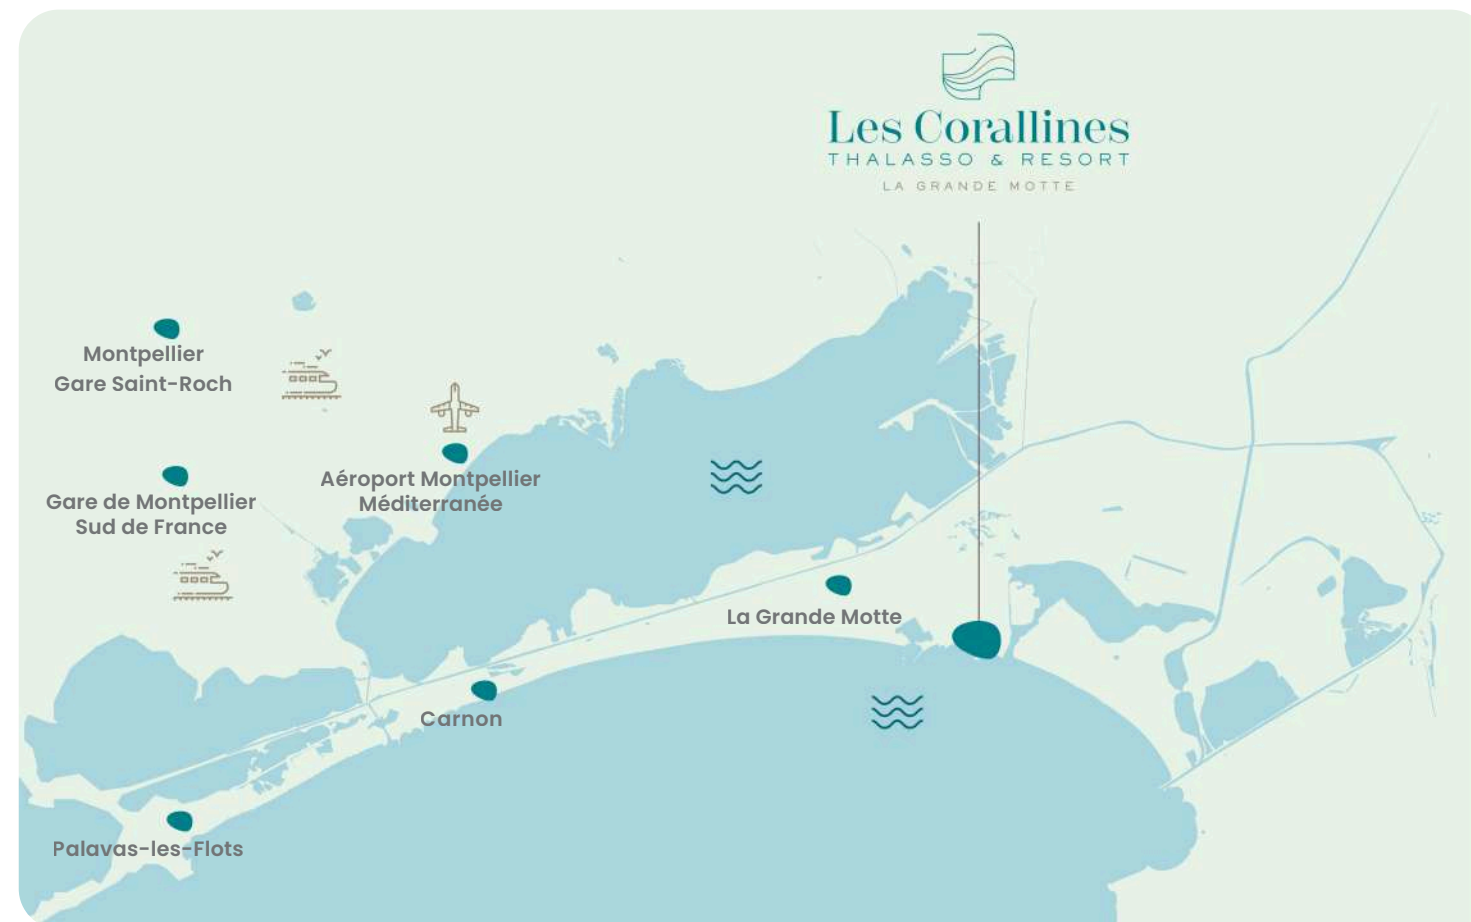 Les Corallines
THALASSO & RESORT
LA GRANDE MOTTE
Montpellier
Gare Saint-Roch
Aéroport Montpellier
Méditerranée
Gare de Montpellier
Sud de France
La Grande Motte
Carnon
Palavas-les-Flots